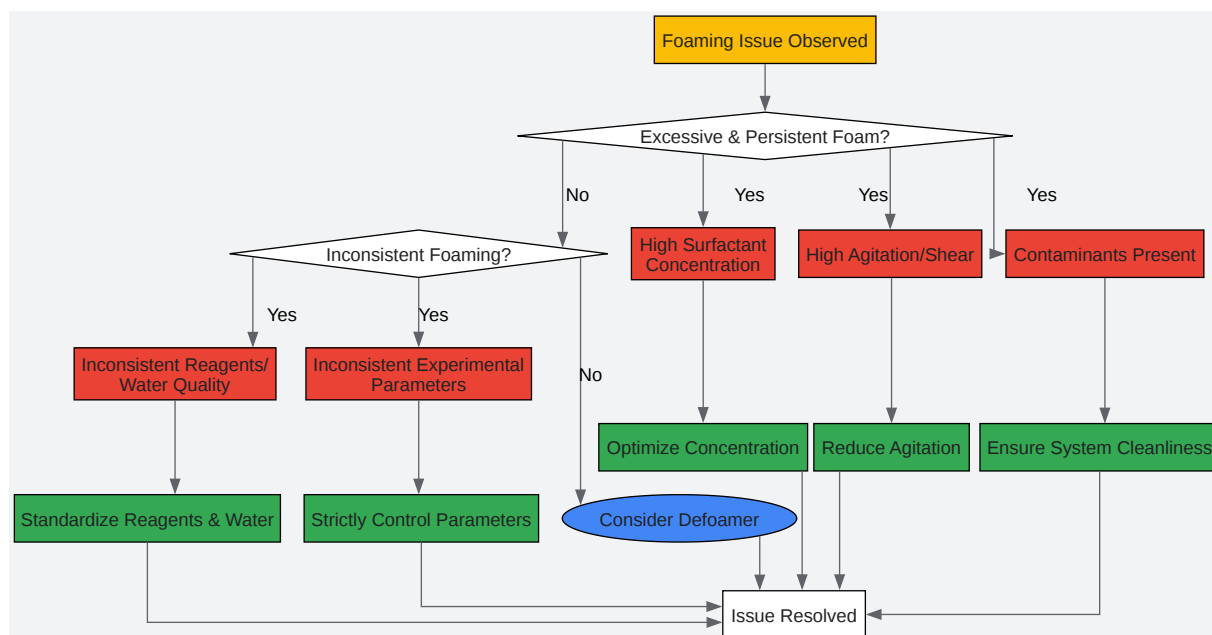 Foaming Issue Observed
Excessive & Persistent Foam?
No
Yes
Yes
Yes
Inconsistent Foaming?
High Surfactant
Concentration
High Agitation/Shear
Contaminants Present
Yes
Yes
No
Inconsistent Reagents/
Water Quality
Inconsistent Experimental
Parameters
Optimize Concentration
Reduce Agitation
Ensure System Cleanliness
Standardize Reagents & Water
Strictly Control Parameters
Consider Defoamer
Issue Resolved